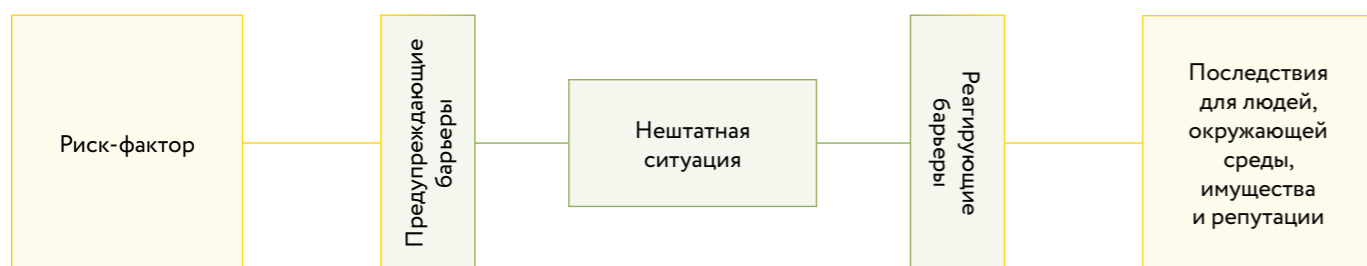 Риск-фактор
Предупреждающие
барьеры
Нештатная
ситуация
Реагирующие
барьеры
Последствия
для людей,
окружающей
среды,
имущества
и репутации